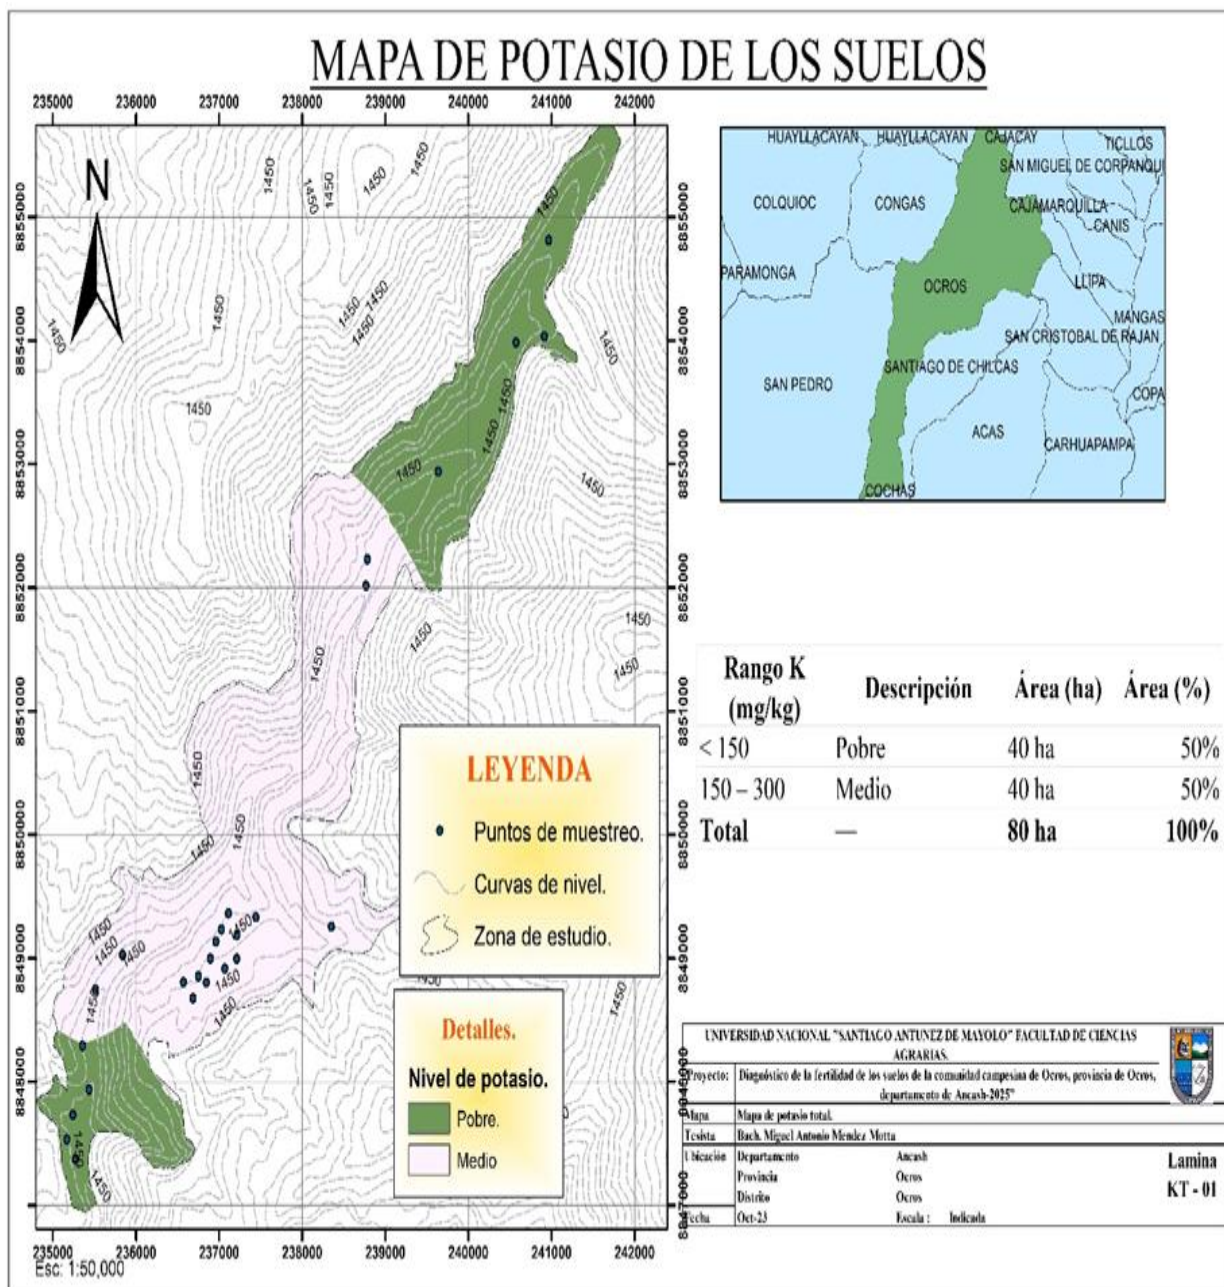 MAPA DE POTASIO DE LOS SUELOS
235000 236000 237000 238000 239000 240000 241000 242000
N
8855000
8854000
8853000
8852000
8851000
8850000
8849000
8848000
8847000
1450
HUAYLLACAYAN HUAYLLACAYAN CAJACAY
TICLLOS
SAN MIGUEL DE CORPANQUI
COLQUIOC
CONGAS
CAJAMARQUILLA
CANIS
PARAMONGA
OCROS
LLIPA
MANGAS
SAN CRISTOBAL DE RAJAN
SANTIAGO DE CHILCAS
SAN PEDRO
COPA
ACAS
CARHUAPAMPA
COCHAS
Rango K (mg/kg) Descripción Área (ha) Área (%)
< 150 Pobre 40 ha 50%
150 – 300 Medio 40 ha 50%
Total — 80 ha 100%
LEYENDA
Puntos de muestreo.
Curvas de nivel.
Zona de estudio.
Detalles.
Nivel de potasio.
Pobre.
Medio
UNIVERSIDAD NACIONAL "SANTIAGO ANTUNEZ DE MAYOLO" FACULTAD DE CIENCIAS
AGRARIAS.
Proyecto: Diagnóstico de la fertilidad de los suelos de la comunidad campesina de Ocros, provincia de Ocros,
departamento de Ancash-2025"
Mapa Mapa de potasio total.
Tesista Bach. Miguel Antonio Mendez Motta
Ubicación Departamento Ancash
Provincia Ocros
Distrito Ocros
Lamina
KT - 01
Fecha Oct-23 Escala : Indicada
235000 236000 237000 238000 239000 240000 241000 242000
Esc: 1:50,000